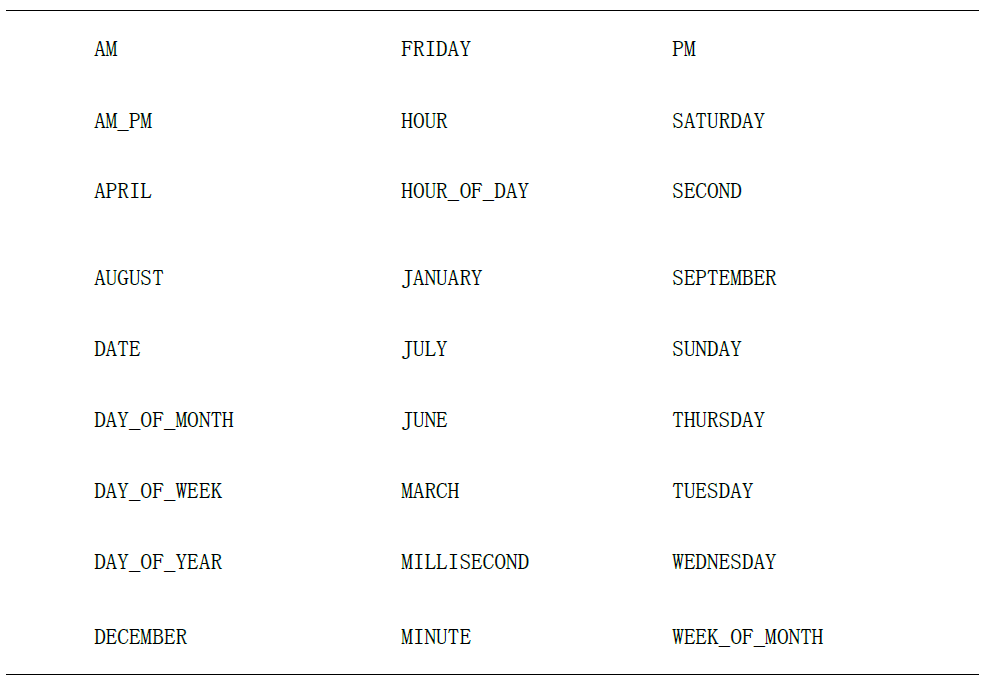 AM FRIDAY PM
AM_PM HOUR SATURDAY
APRIL HOUR_OF_DAY SECOND
AUGUST JANUARY SEPTEMBER
DATE JULY SUNDAY
DAY_OF_MONTH JUNE THURSDAY
DAY_OF_WEEK MARCH TUESDAY
DAY_OF_YEAR MILLISECOND WEDNESDAY
DECEMBER MINUTE WEEK_OF_MONTH